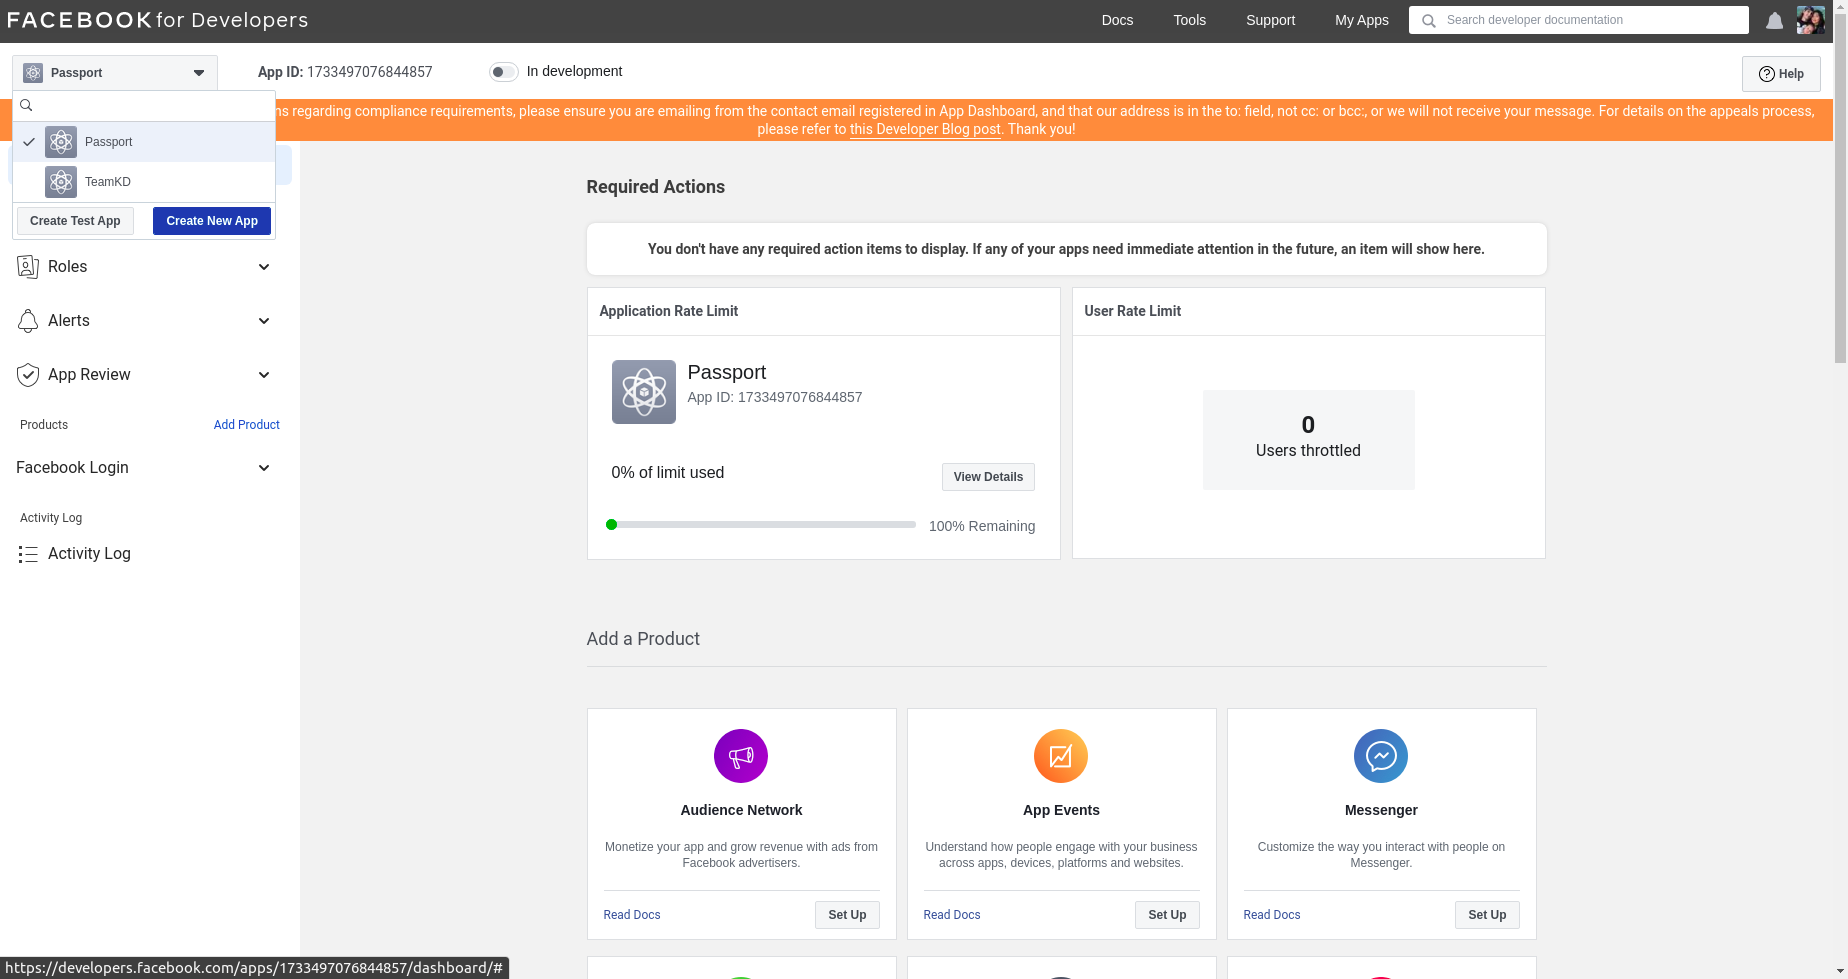 FACEBOOK for Developers
Docs
Tools
Support
My Apps
Search developer documentation
Passport
App ID: 1733497076844857
In development
Help
ns regarding compliance requirements, please ensure you are emailing from the contact email registered in App Dashboard, and that our address is in the to: field, not cc: or bcc:, or we will not receive your message. For details on the appeals process,
please refer to this Developer Blog post. Thank you!
Passport
TeamKD
Create Test App
Create New App
Roles
Alerts
App Review
Products
Add Product
Facebook Login
Activity Log
Activity Log
Required Actions
You don't have any required action items to display. If any of your apps need immediate attention in the future, an item will show here.
Application Rate Limit
Passport
App ID: 1733497076844857
0% of limit used
View Details
100% Remaining
User Rate Limit
0
Users throttled
Add a Product
Audience Network
Monetize your app and grow revenue with ads from
Facebook advertisers.
Read Docs
Set Up
App Events
Understand how people engage with your business
across apps, devices, platforms and websites.
Read Docs
Set Up
Messenger
Customize the way you interact with people on
Messenger.
Read Docs
Set Up
https://developers.facebook.com/apps/1733497076844857/dashboard/#